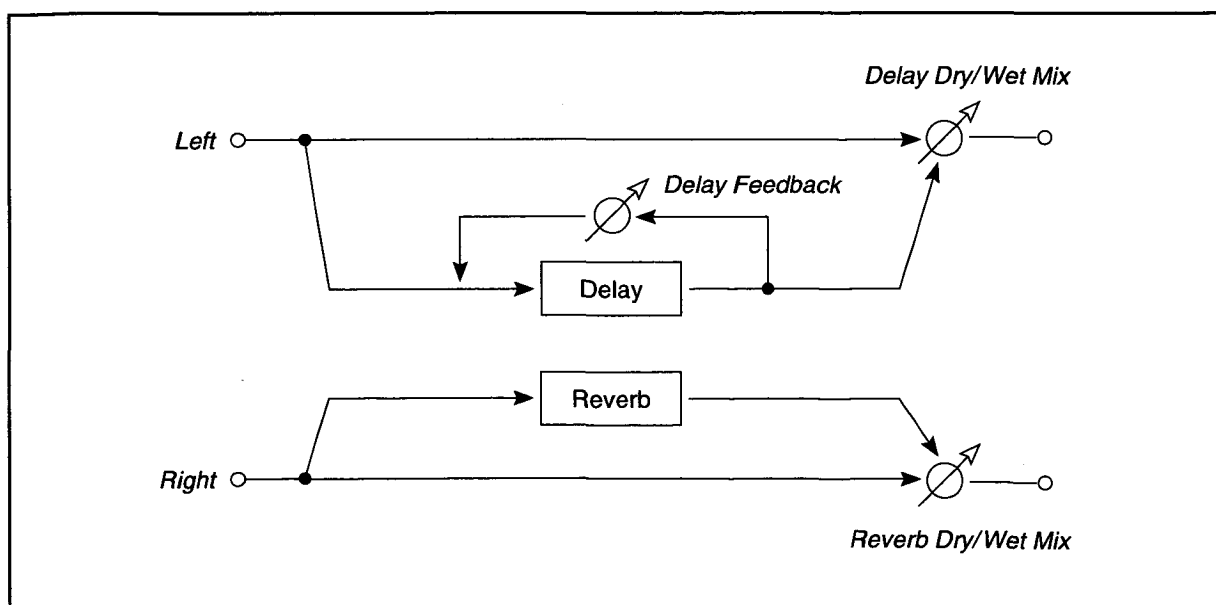 Delay Dry/Wet Mix
Left
Delay Feedback
Delay
Reverb
Right
Reverb Dry/Wet Mix